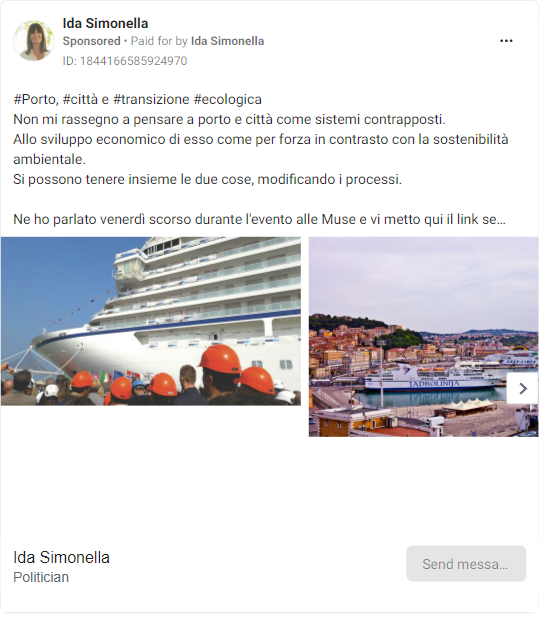 Ida Simonella
Sponsored • Paid for by Ida Simonella
ID: 1844166585924970
#Porto, #città e #transizione #ecologica
Non mi rassegno a pensare a porto e città come sistemi contrapposti.
Allo sviluppo economico di esso come per forza in contrasto con la sostenibilità
ambientale.
Si possono tenere insieme le due cose, modificando i processi.
Ne ho parlato venerdì scorso durante l'evento alle Muse e vi metto qui il link se...
JADROLINIJA
Ida Simonella
Politician
Send messa...